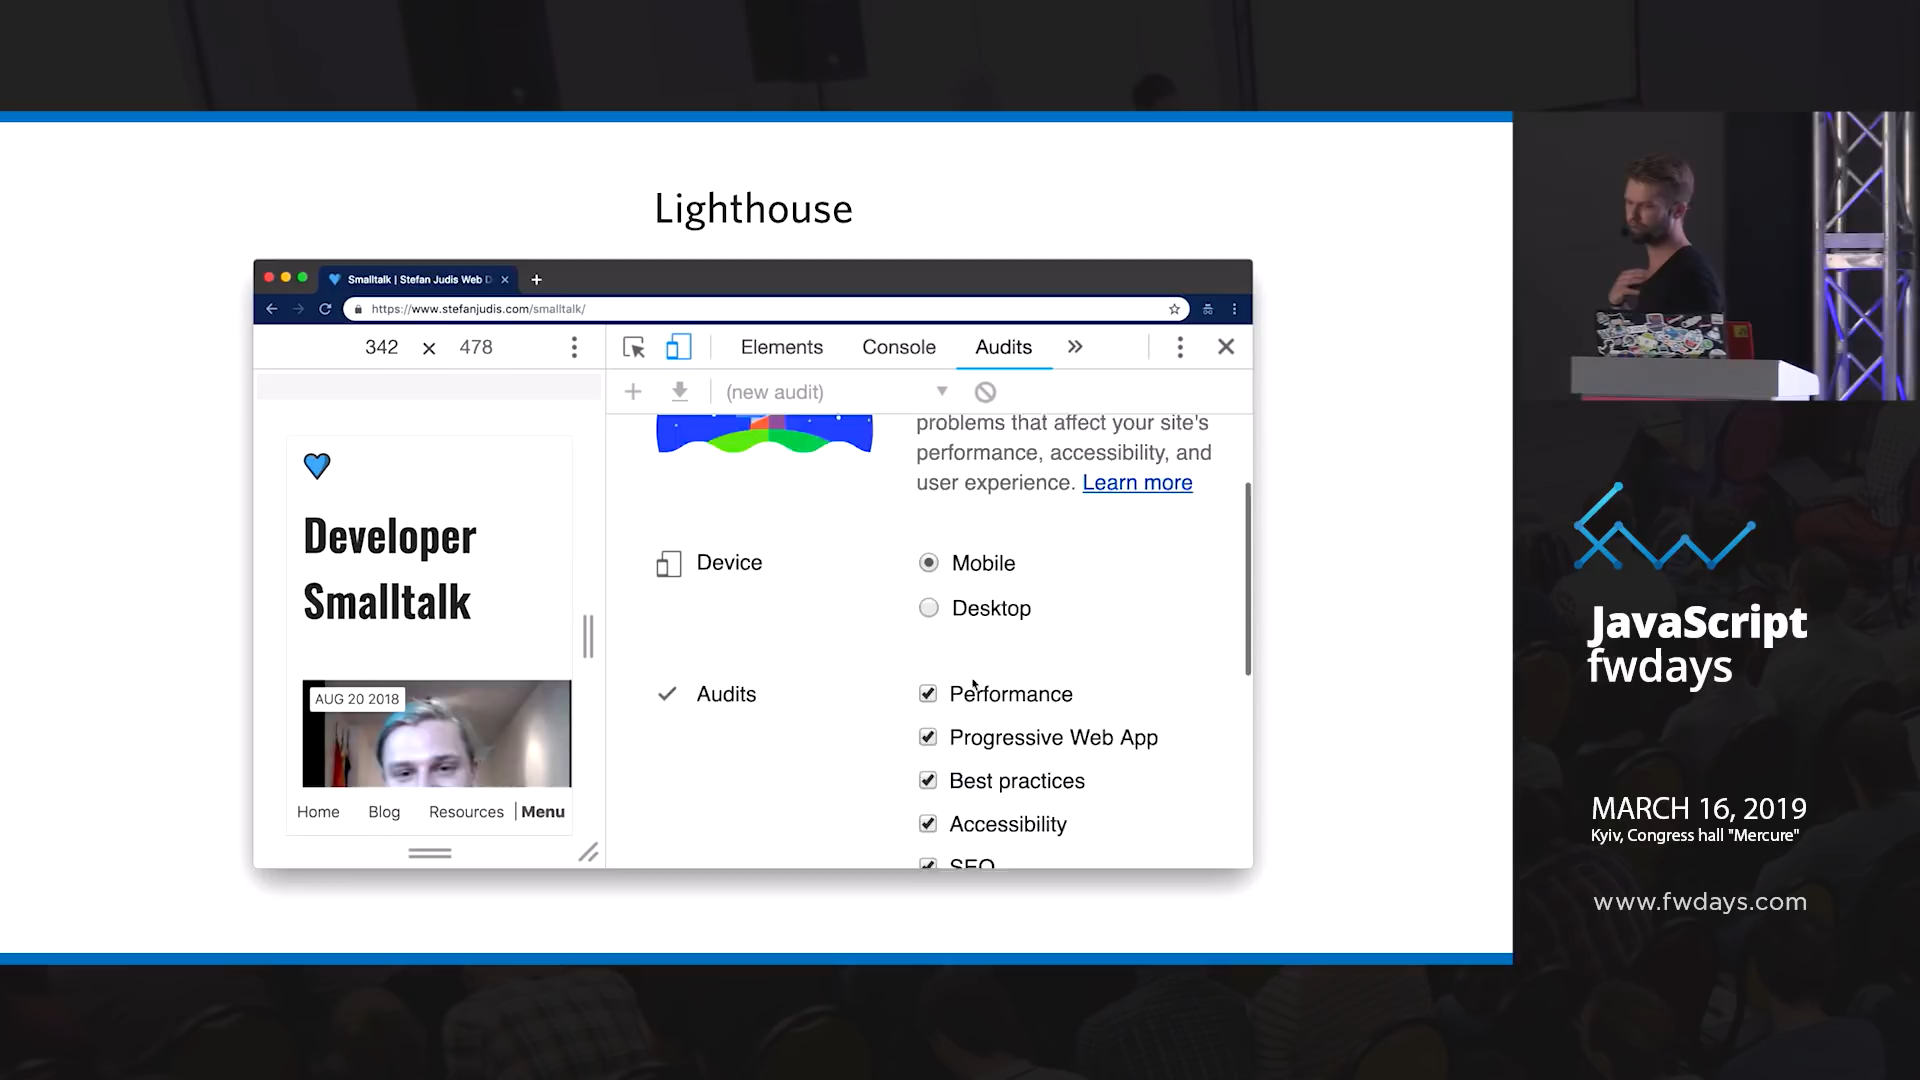 Lighthouse
Smalltalk | Stefan Judis Web D
https://www.stefanjudis.com/smalltalk/
342 × 478
Elements Console Audits
(new audit)
problems that affect your site's
performance, accessibility, and
user experience. Learn more
Device
Mobile
Desktop
Audits
Performance
Progressive Web App
Best practices
Accessibility
SEO
Developer
Smalltalk
AUG 20 2018
Home Blog Resources Menu
JavaScript
fwdays
MARCH 16, 2019
Kyiv, Congress hall "Mercure"
www.fwdays.com